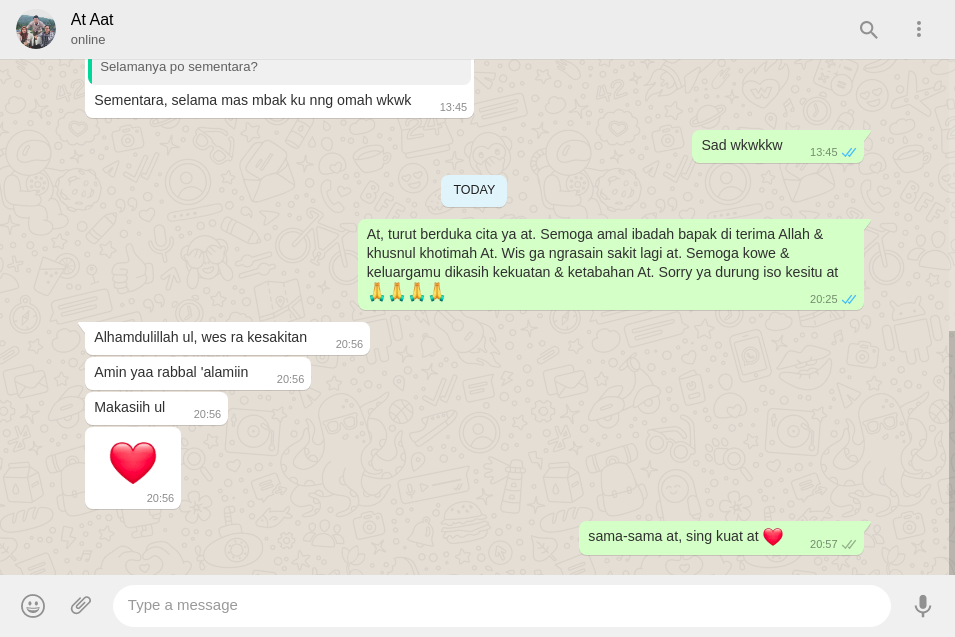 At Aat
online
Selamanya po sementara?
Sementara, selama mas mbak ku nng omah wkwk
13:45
Sad wkwkkw
13:45
TODAY
At, turut berduka cita ya at. Semoga amal ibadah bapak di terima Allah &
khusnul khotimah At. Wis ga ngrasain sakit lagi at. Semoga kowe &
keluargamu dikasih kekuatan & ketabahan At. Sorry ya durung iso kesitu at
🙏🙏🙏🙏
20:25
Alhamdulillah ul, wes ra kesakitan
20:56
Amin yaa rabbal 'alamiin
20:56
Makasiih ul
20:56
❤️
20:56
sama-sama at, sing kuat at ❤️
20:57
Type a message